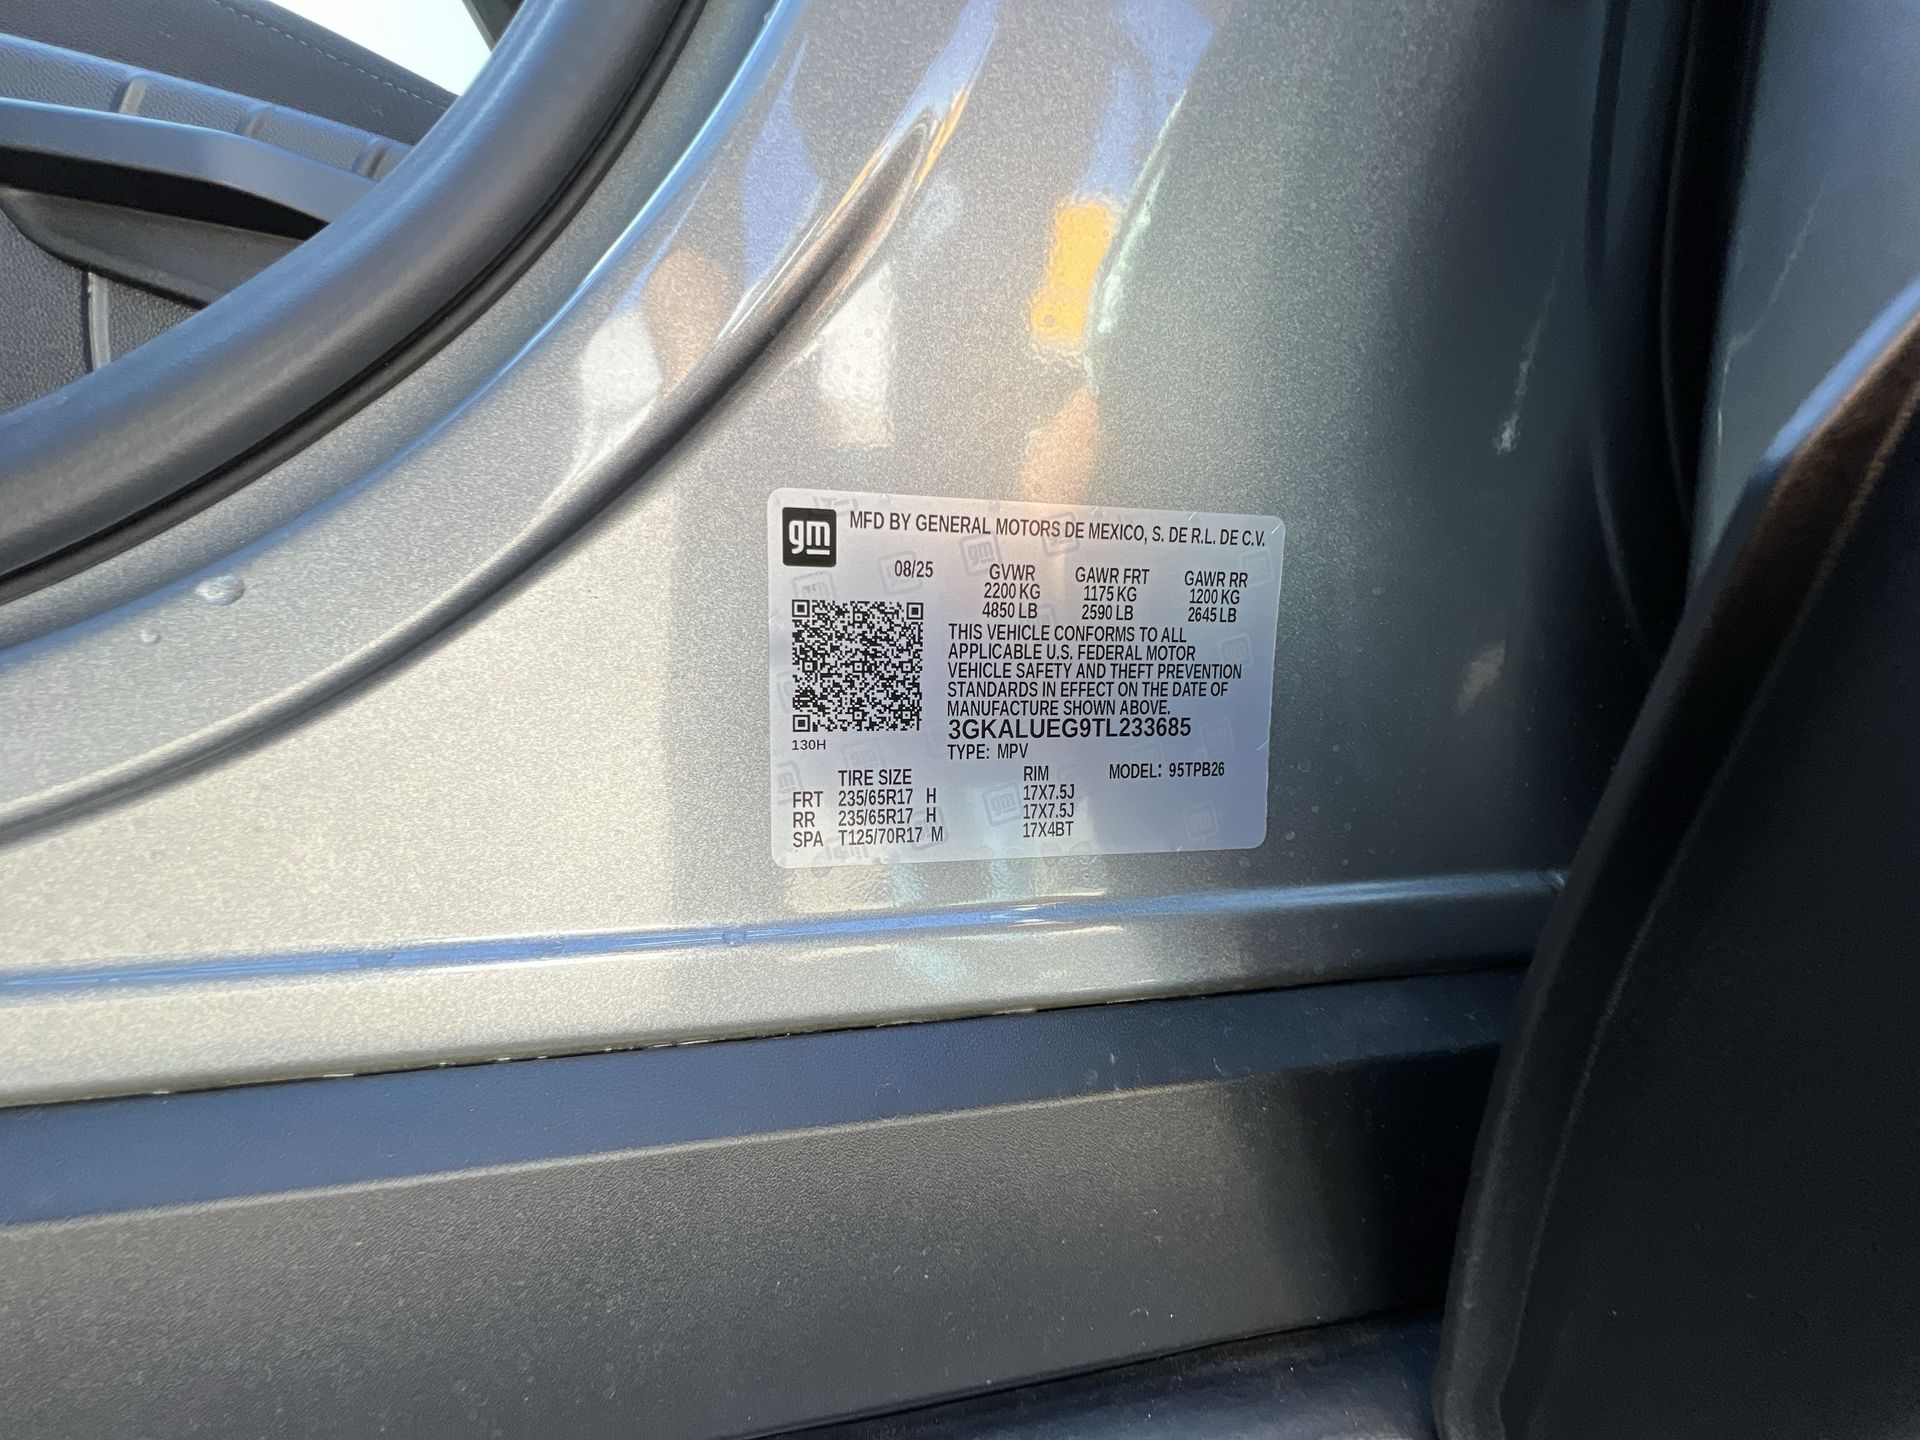 gm MFD BY GENERAL MOTORS DE MEXICO, S. DE R.L. DE C.V.
08/25 GVWR GAWR FRT GAWR RR
2200 KG 1175 KG 1200 KG
4850 LB 2590 LB 2645 LB
THIS VEHICLE CONFORMS TO ALL
APPLICABLE U.S. FEDERAL MOTOR
VEHICLE SAFETY AND THEFT PREVENTION
STANDARDS IN EFFECT ON THE DATE OF
MANUFACTURE SHOWN ABOVE.
3GKALUEG9TL233685
130H
TYPE: MPV
TIRE SIZE RIM MODEL: 95TPB26
FRT 235/65R17 H 17X7.5J
RR 235/65R17 H 17X7.5J
SPA T125/70R17 M 17X4BT